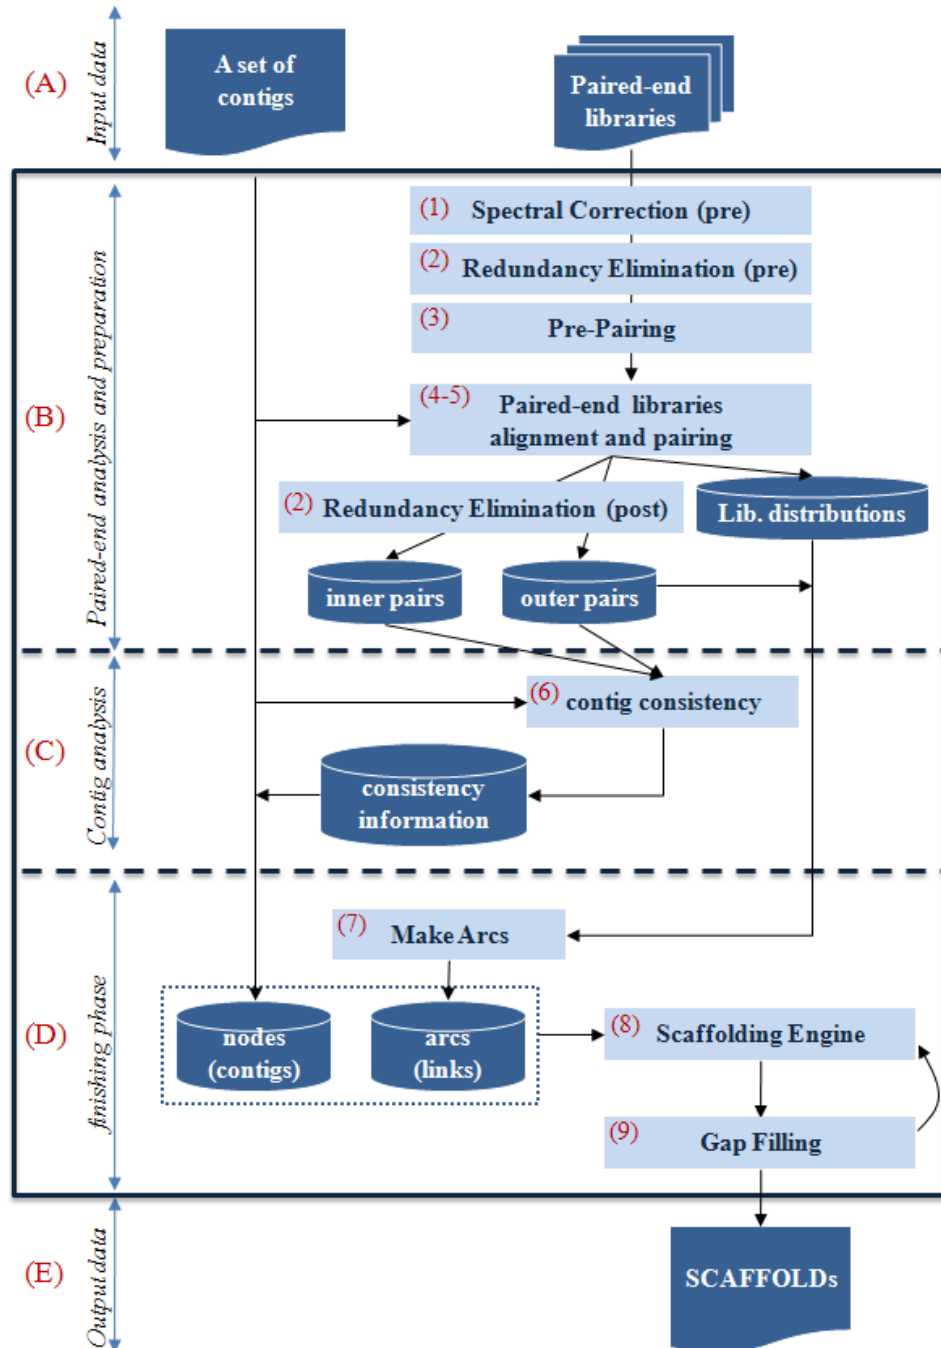 (A)
Input data
A set of
contigs
Paired-end
libraries
(B)
Paired-end analysis and preparation
(1) Spectral Correction (pre)
(2) Redundancy Elimination (pre)
(3) Pre-Pairing
(4-5) Paired-end libraries
alignment and pairing
(2) Redundancy Elimination (post)
Lib. distributions
inner pairs
outer pairs
(C)
Contig analysis
(6) contig consistency
consistency
information
(D)
finishing phase
(7) Make Arcs
nodes
(contigs)
arcs
(links)
(8) Scaffolding Engine
(9) Gap Filling
(E)
Output data
SCAFFOLDs